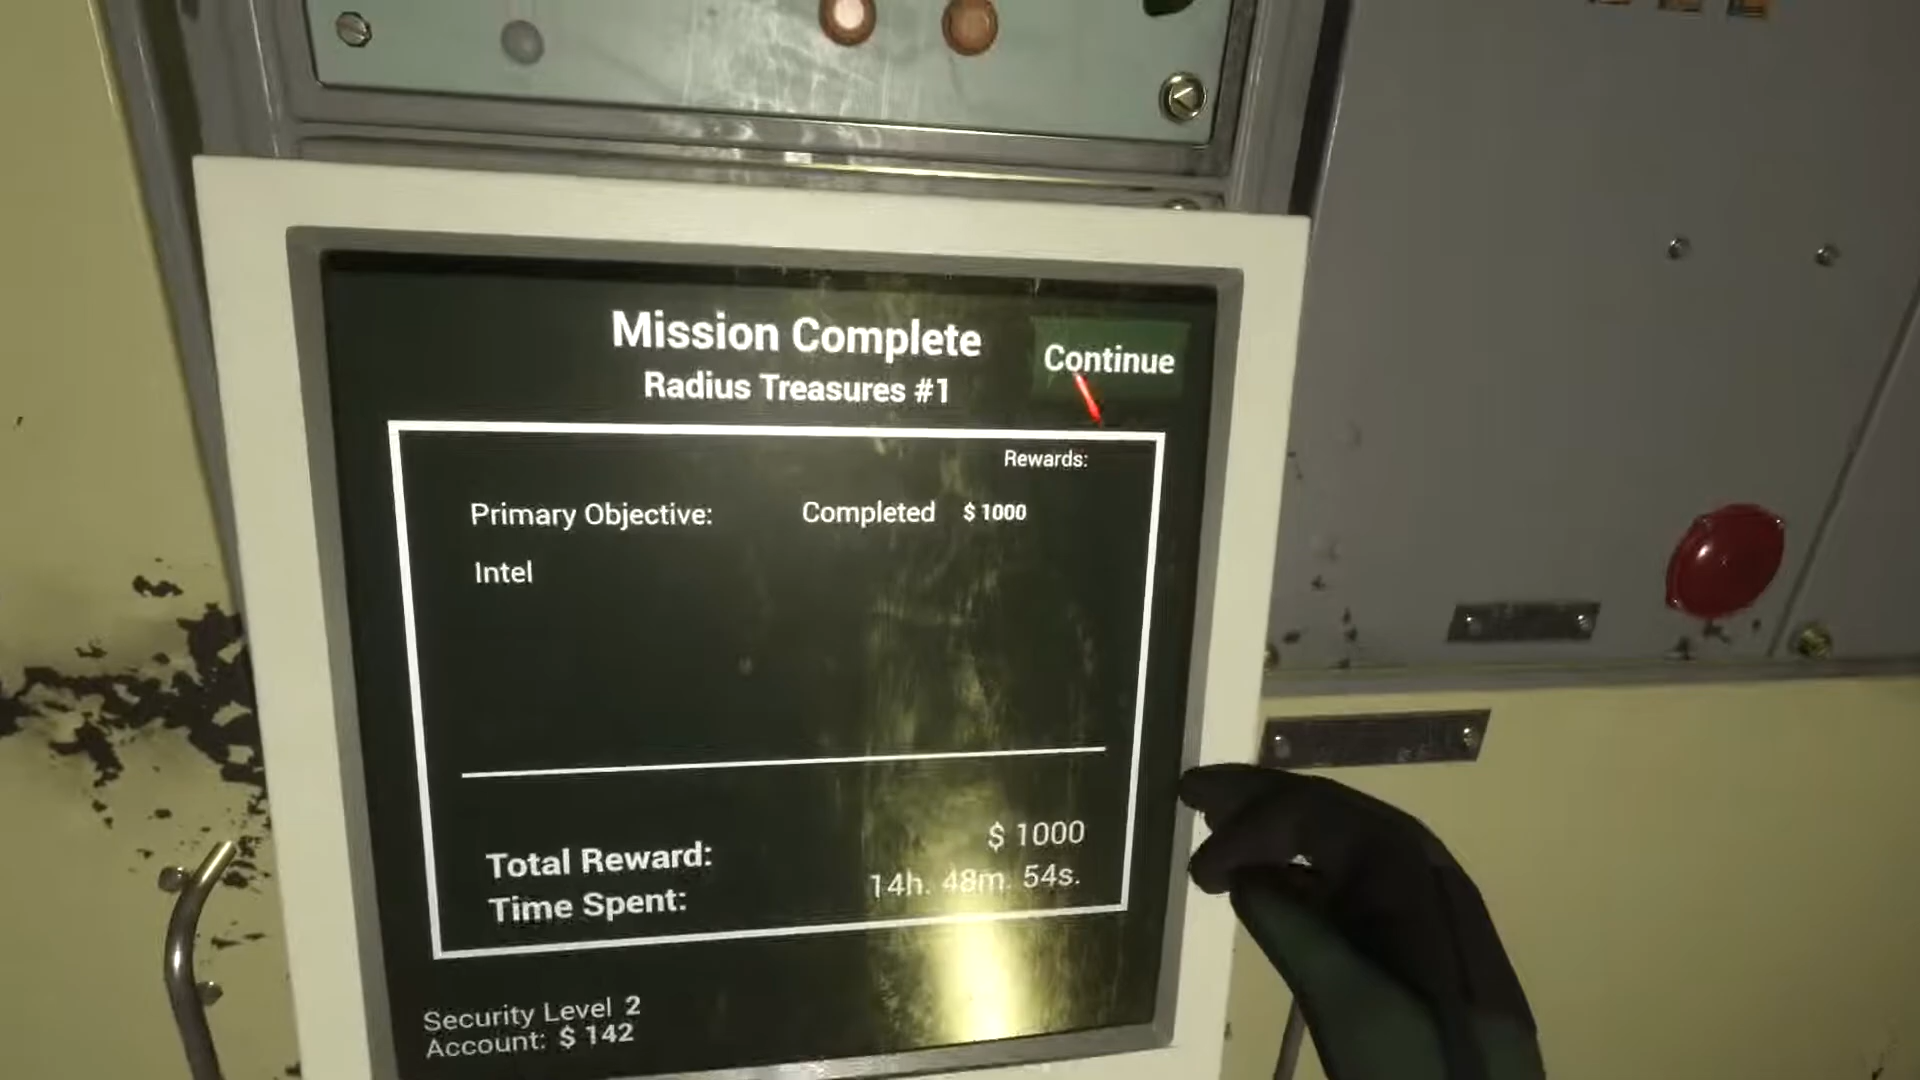 Mission Complete
Continue
Radius Treasures #1
Rewards:
Primary Objective: Completed $ 1000
Intel
Total Reward: $ 1000
Time Spent: 14h. 48m. 54s.
Security Level 2
Account: $ 142